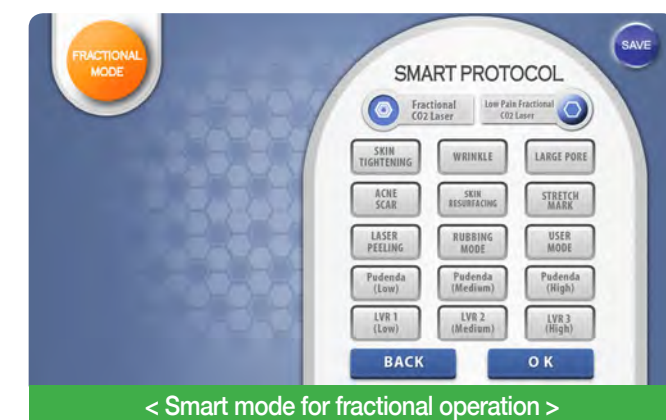 FRACTIONAL
MODE
SAVE
SMART PROTOCOL
Fractional
CO2 Laser
Low Pain Fractional
CO2 Laser
SKIN
TIGHTENING
WRINKLE
LARGE PORE
ACNE
SCAR
SKIN
RESURFACING
STRETCH
MARK
LASER
PEELING
RUBBING
MODE
USER
MODE
Pudenda
(Low)
Pudenda
(Medium)
Pudenda
(High)
LVR 1
(Low)
LVR 2
(Medium)
LVR 3
(High)
BACK
O K
< Smart mode for fractional operation >